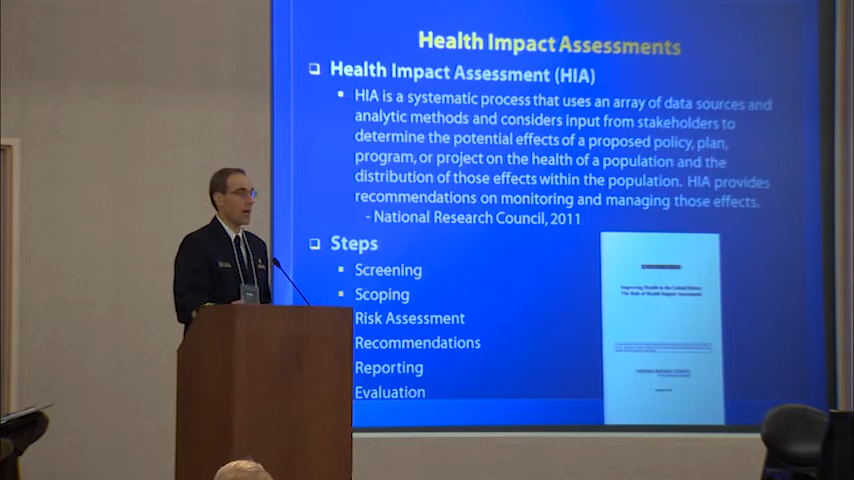 Health Impact Assessments
Health Impact Assessment (HIA)
HIA is a systematic process that uses an array of data sources and
analytic methods and considers input from stakeholders to
determine the potential effects of a proposed policy, plan,
program, or project on the health of a population and the
distribution of those effects within the population. HIA provides
recommendations on monitoring and managing those effects.
- National Research Council, 2011
Steps
Screening
Scoping
Risk Assessment
Recommendations
Reporting
Evaluation
Improving Health in the United States:
The Role of Health Impact Assessment